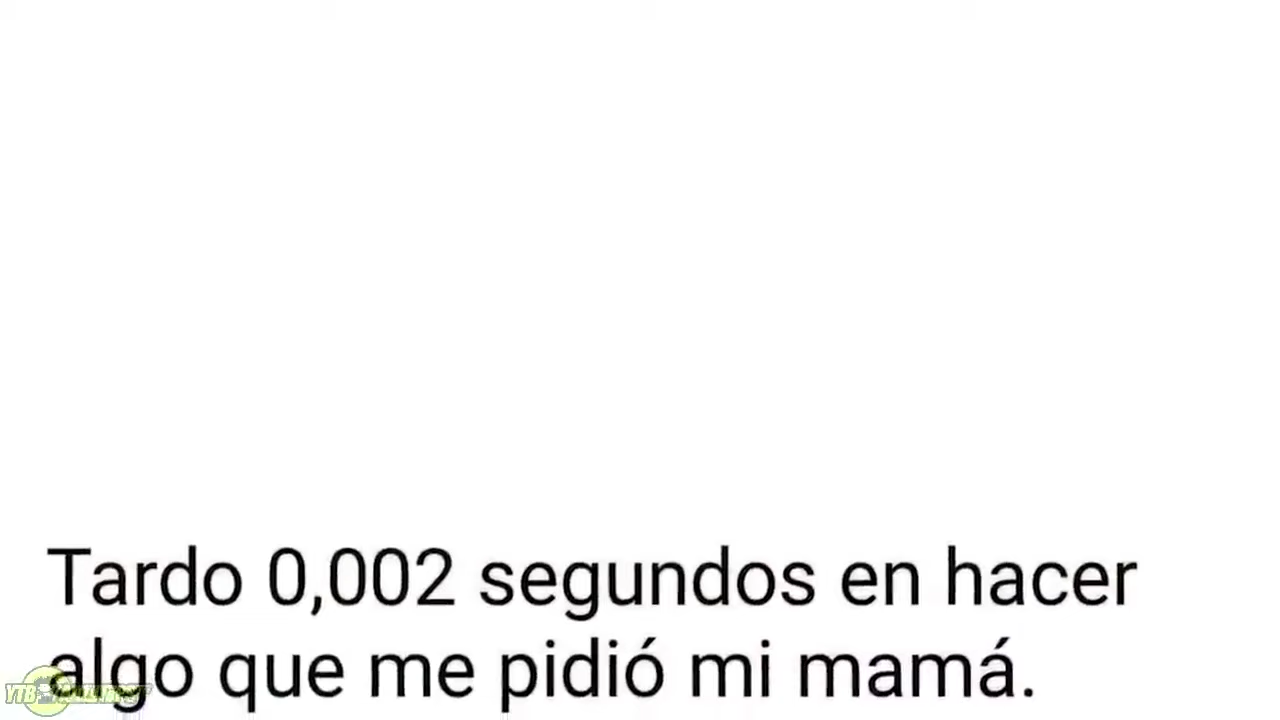 Tardo 0,002 segundos en hacer
algo que me pidió mi mamá.